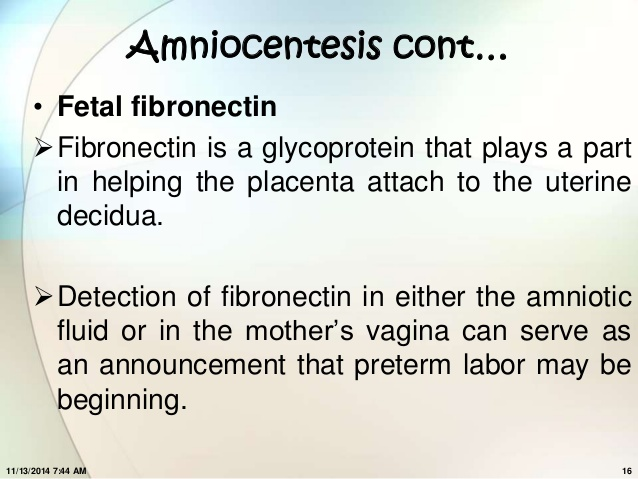 Amniocentesis cont...
• Fetal fibronectin
➢Fibronectin is a glycoprotein that plays a part
in helping the placenta attach to the uterine
decidua.
➢Detection of fibronectin in either the amniotic
fluid or in the mother’s vagina can serve as
an announcement that preterm labor may be
beginning.
11/13/2014 7:44 AM
16